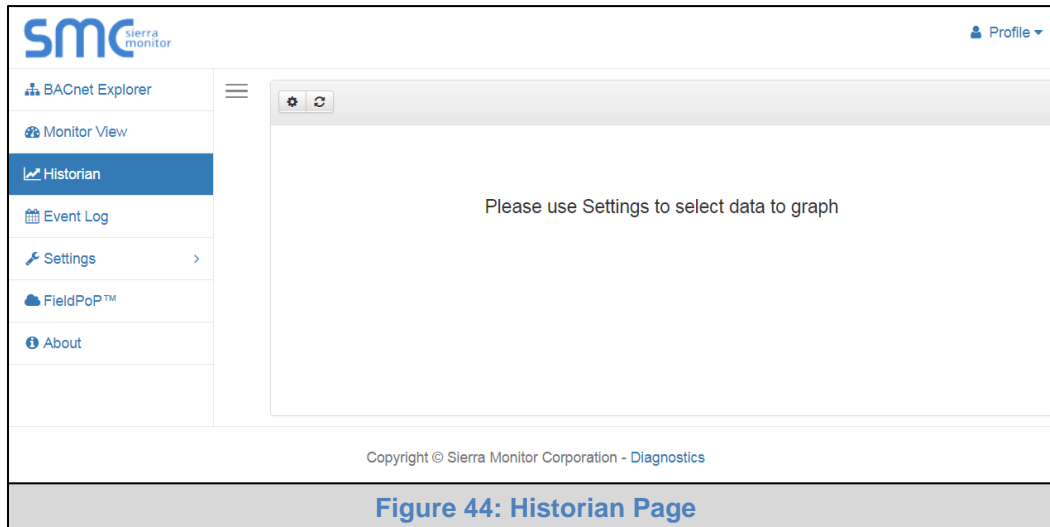 SMC sierra monitor
Profile
BACnet Explorer
Monitor View
Historian
Event Log
Settings
FieldPoP™
About
Please use Settings to select data to graph
Copyright © Sierra Monitor Corporation - Diagnostics
Figure 44: Historian Page